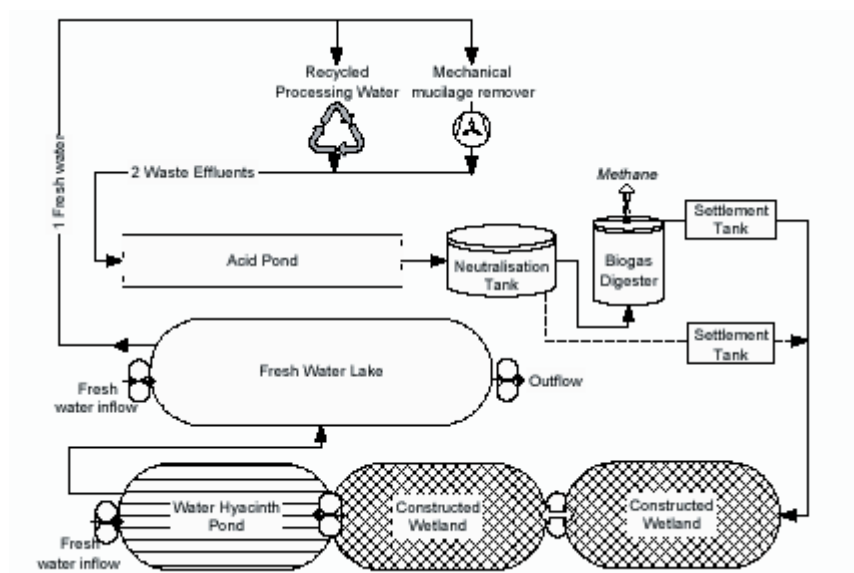 Recycled
Processing Water
Mechanical
mucilage remover
1 Fresh water
2 Waste Effluents
Methane
Settlement
Tank
Acid Pond
Neutralisation
Tank
Biogas
Digester
Settlement
Tank
Fresh Water Lake
Fresh
water inflow
Outflow
Water Hyacinth
Pond
Constructed
Wetland
Constructed
Wetland
Fresh
water inflow